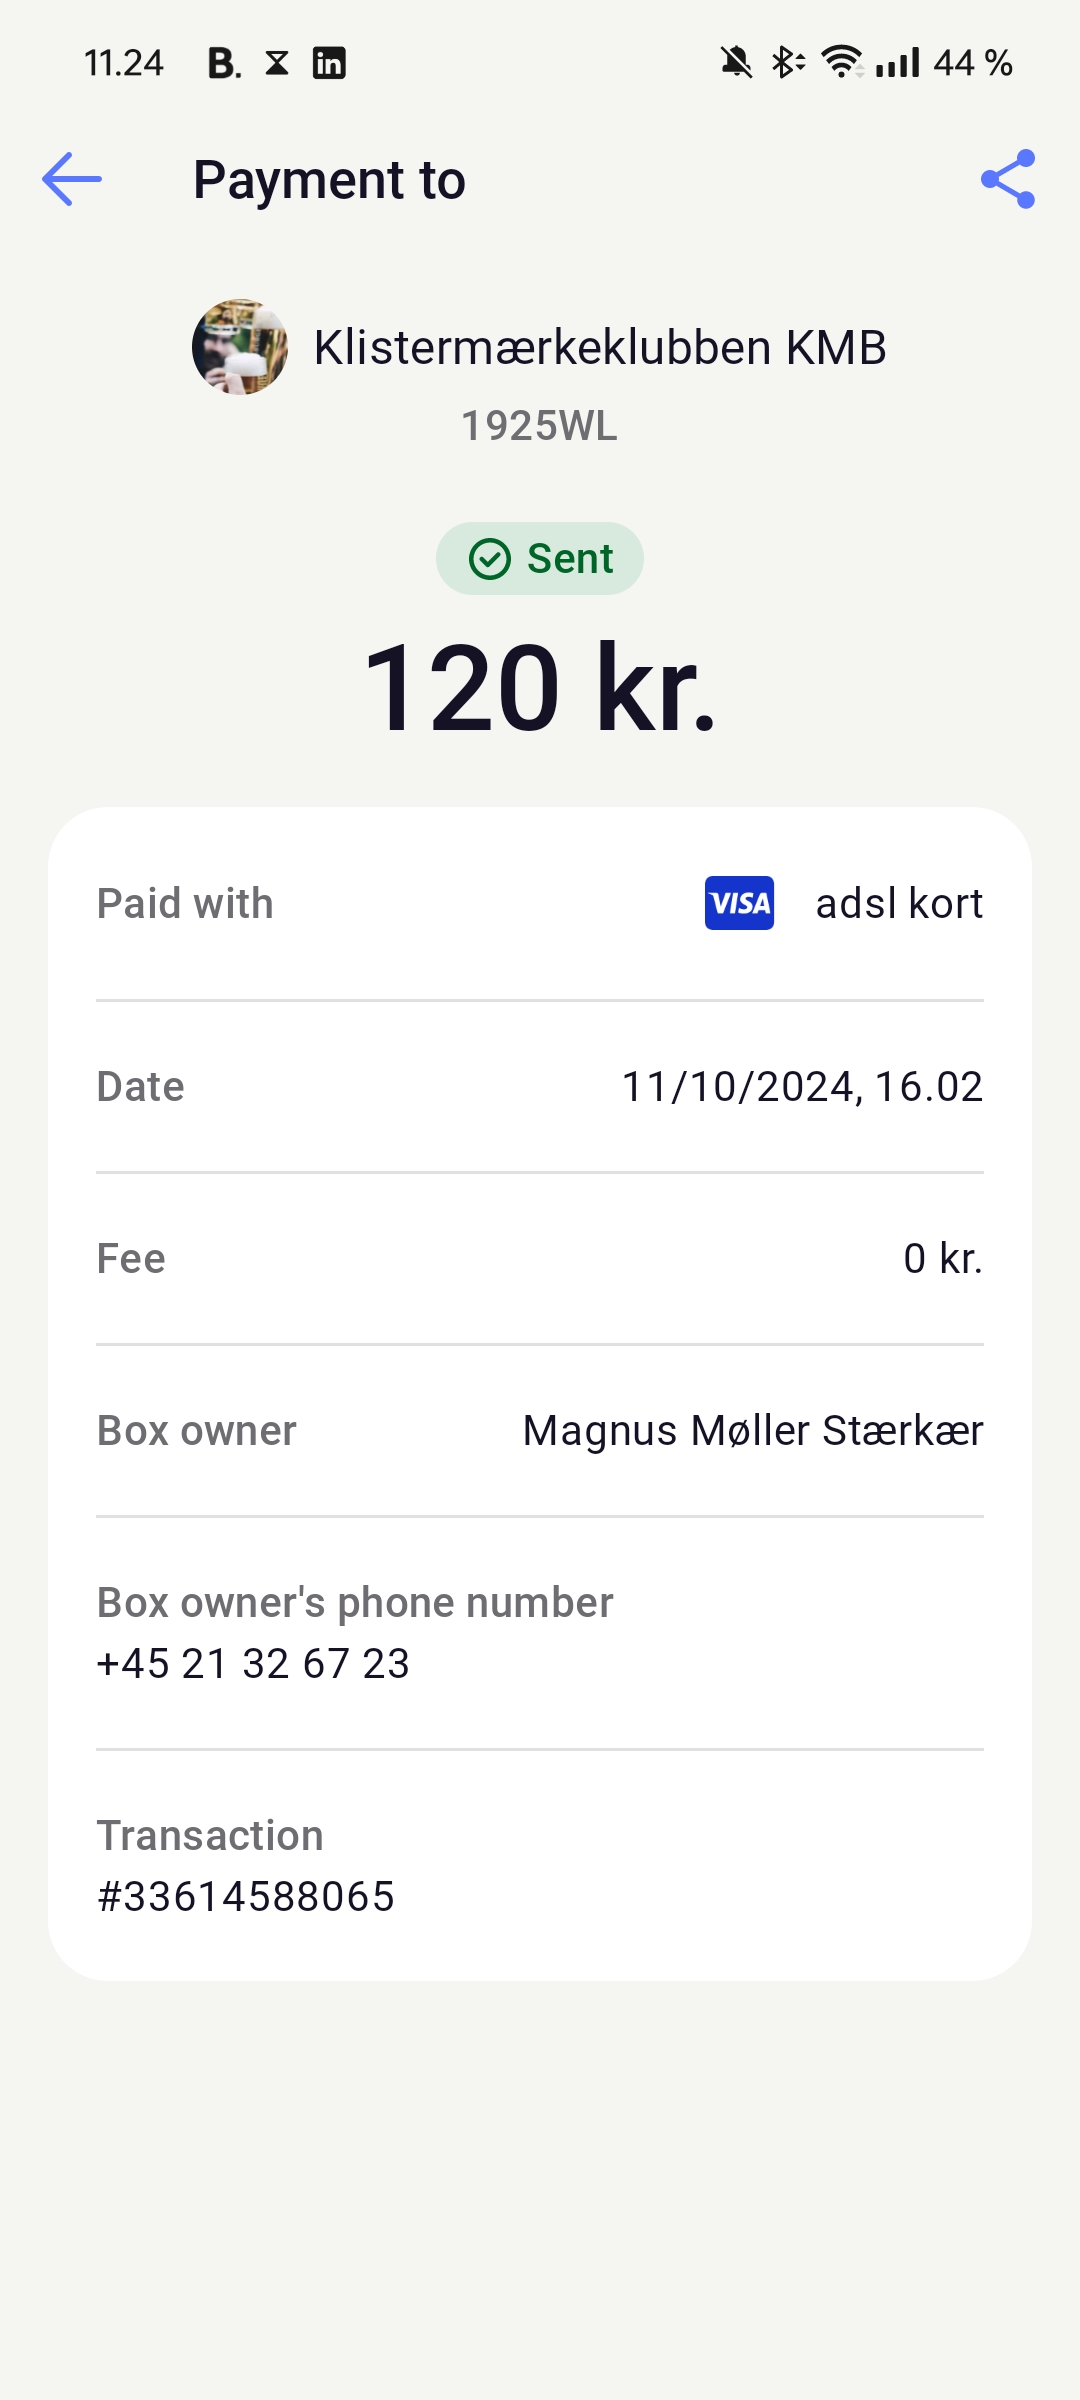 11.24 B. in 44 %
Payment to
Klistermærkeklubben KMB
1925WL
Sent
120 kr.
Paid with VISA adsl kort
Date 11/10/2024, 16.02
Fee 0 kr.
Box owner Magnus Møller Stærkær
Box owner's phone number
+45 21 32 67 23
Transaction
#33614588065